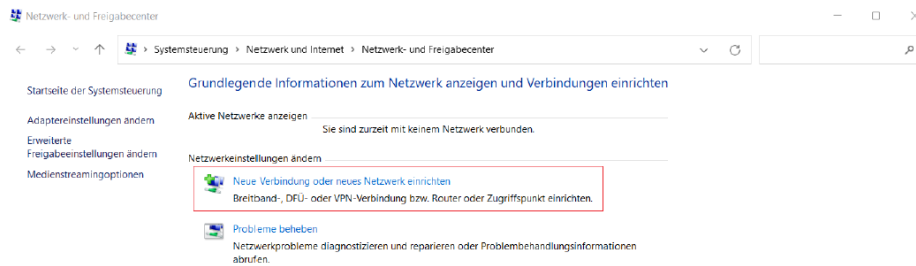 Netzwerk- und Freigabecenter
Systemsteuerung > Netzwerk und Internet > Netzwerk- und Freigabecenter
Startseite der Systemsteuerung
Adaptereinstellungen ändern
Erweiterte
Freigabeeinstellungen ändern
Medienstreamingoptionen
Grundlegende Informationen zum Netzwerk anzeigen und Verbindungen einrichten
Aktive Netzwerke anzeigen
Sie sind zurzeit mit keinem Netzwerk verbunden.
Netzwerkeinstellungen ändern
Neue Verbindung oder neues Netzwerk einrichten
Breitband-, DFÜ- oder VPN-Verbindung bzw. Router oder Zugriffspunkt einrichten.
Probleme beheben
Netzwerkprobleme diagnostizieren und reparieren oder Problembehandlungsinformationen
abrufen.